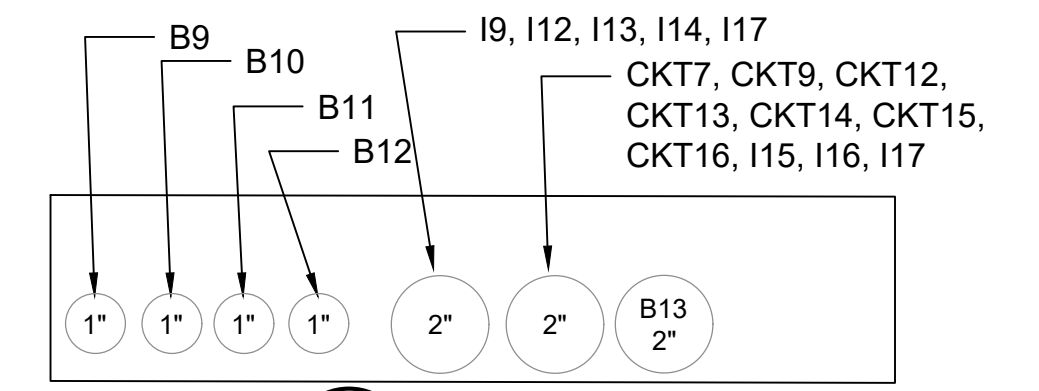 B9
B10
B11
B12
I9, I12, I13, I14, I17
CKT7, CKT9, CKT12,
CKT13, CKT14, CKT15,
CKT16, I15, I16, I17
1"
1"
1"
1"
2"
2"
B13
2"